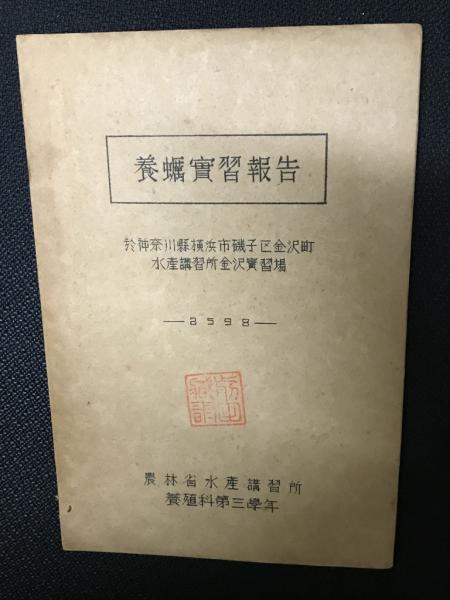 養蠣實習報告
於神奈川縣横浜市磯子区金沢町
水產講習所金沢實習場
—2598—
農林省水產講習所
養殖科第三學年